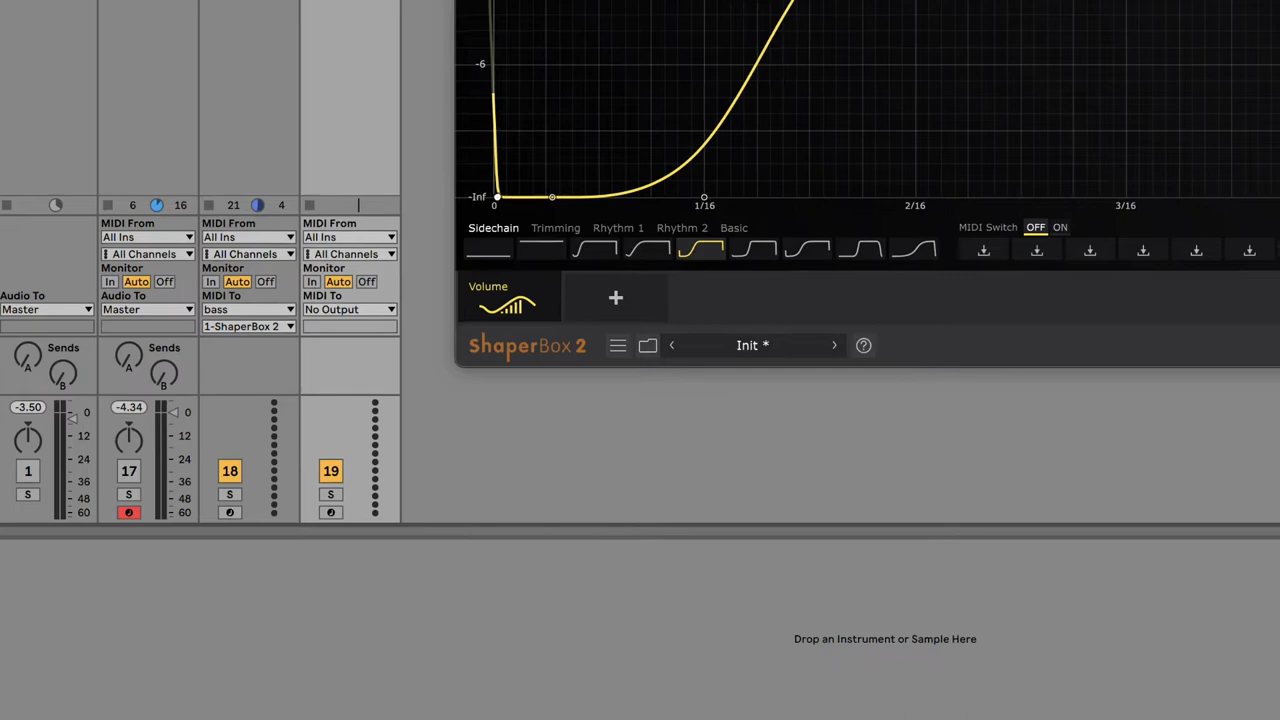 -6
-Inf
0 1/16 2/16 3/16
6 16 21 4
MIDI From MIDI From MIDI From
All Ins All Ins All Ins
All Channels All Channels All Channels
Monitor Monitor Monitor
In Auto Off In Auto Off In Auto Off
Audio To Audio To MIDI To MIDI To
Master Master bass No Output
1-ShaperBox 2
Sends Sends
A A
B B
-3.50 -4.34
0 0
12 12
24 24
36 36
48 48
60 60
1 17 18 19
S S S S
Sidechain Trimming Rhythm 1 Rhythm 2 Basic MIDI Switch OFF ON
Volume
+
ShaperBox 2 Init * ?
Drop an Instrument or Sample Here